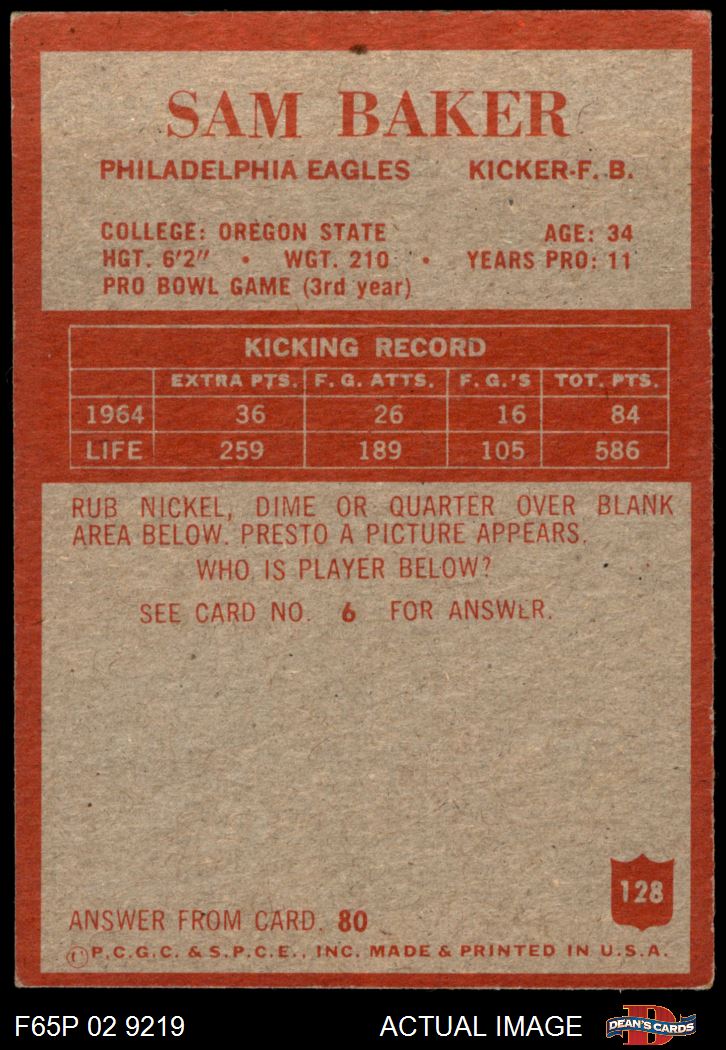 SAM BAKER
PHILADELPHIA EAGLES KICKER-F. B.
COLLEGE: OREGON STATE AGE: 34
HGT. 6'2" • WGT. 210 • YEARS PRO: 11
PRO BOWL GAME (3rd year)
KICKING RECORD
EXTRA PTS. F. G. ATTS. F. G.'S TOT. PTS.
1964 36 26 16 84
LIFE 259 189 105 586
RUB NICKEL, DIME OR QUARTER OVER BLANK
AREA BELOW. PRESTO A PICTURE APPEARS.
WHO IS PLAYER BELOW?
SEE CARD NO. 6 FOR ANSWER.
128
ANSWER FROM CARD. 80
©P.C.G.C. & S.P.C.E., INC. MADE & PRINTED IN U.S.A.
F65P 02 9219 ACTUAL IMAGE
D DEAN'S CARDS